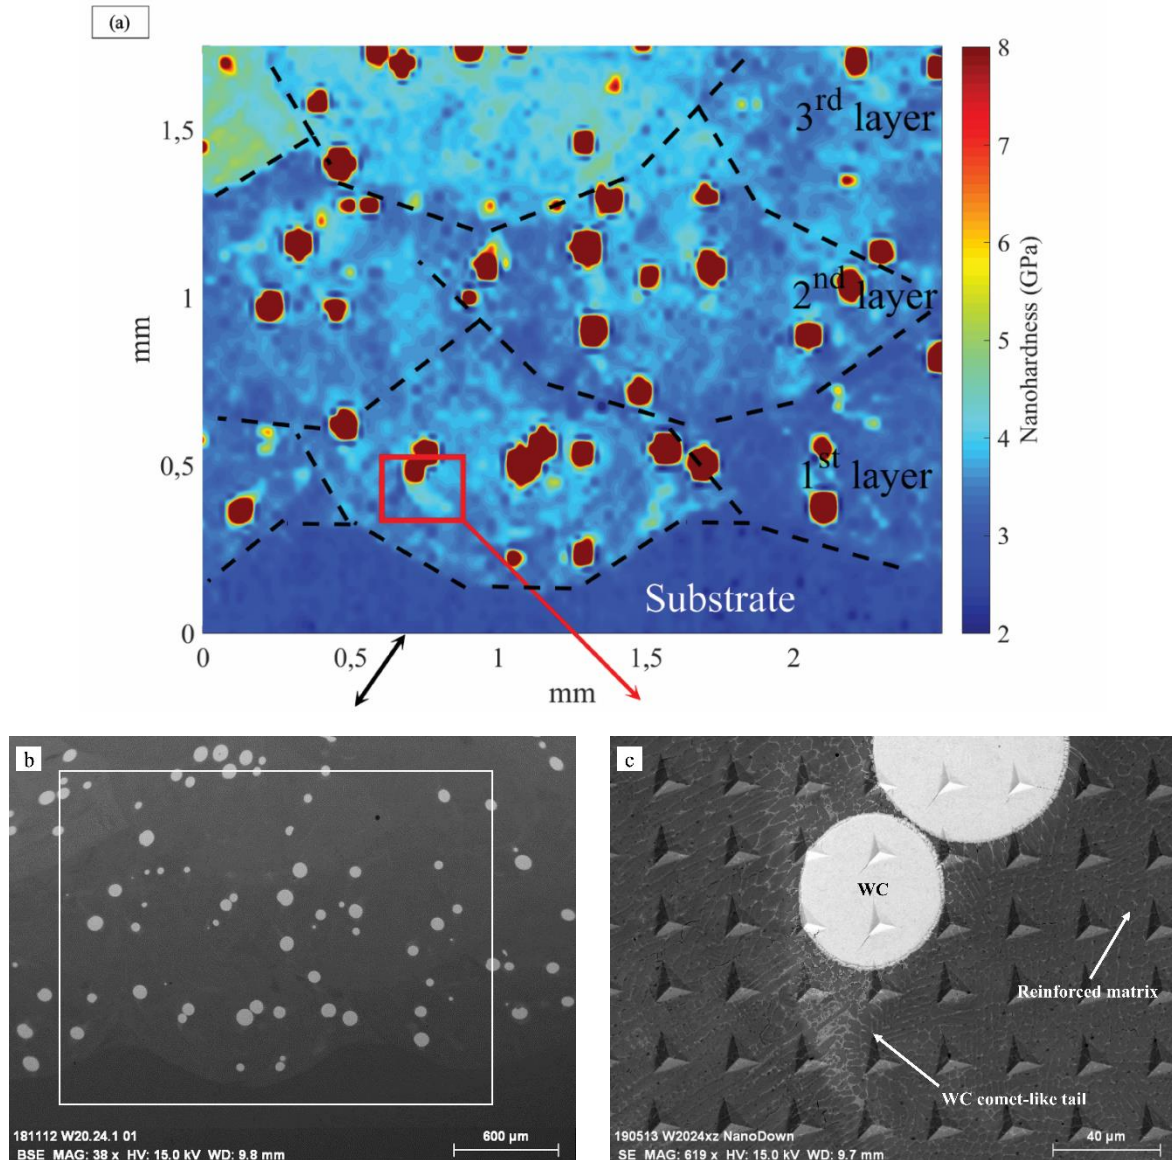 (a)
8
7
6
5
4
3
2
Nanohardness (GPa)
1,5
1
0,5
0
mm
3rd layer
2nd layer
1st layer
Substrate
0
0,5
1
1,5
2
mm
b
181112 W20.24.1 01
BSE MAG: 38 x HV: 15.0 kV WD: 9.8 mm
600 µm
c
WC
Reinforced matrix
WC comet-like tail
190513 W2024xz NanoDown
SE MAG: 619 x HV: 15.0 kV WD: 9.7 mm
40 µm